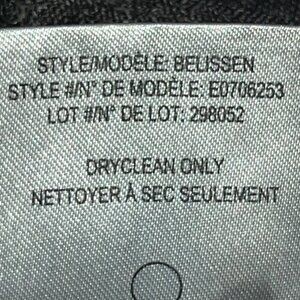 STYLE/MODÈLE: BELISSEN
STYLE #/N° DE MODÈLE: E0706253
LOT #/N° DE LOT: 298052
DRYCLEAN ONLY
NETTOYER À SEC SEULEMENT